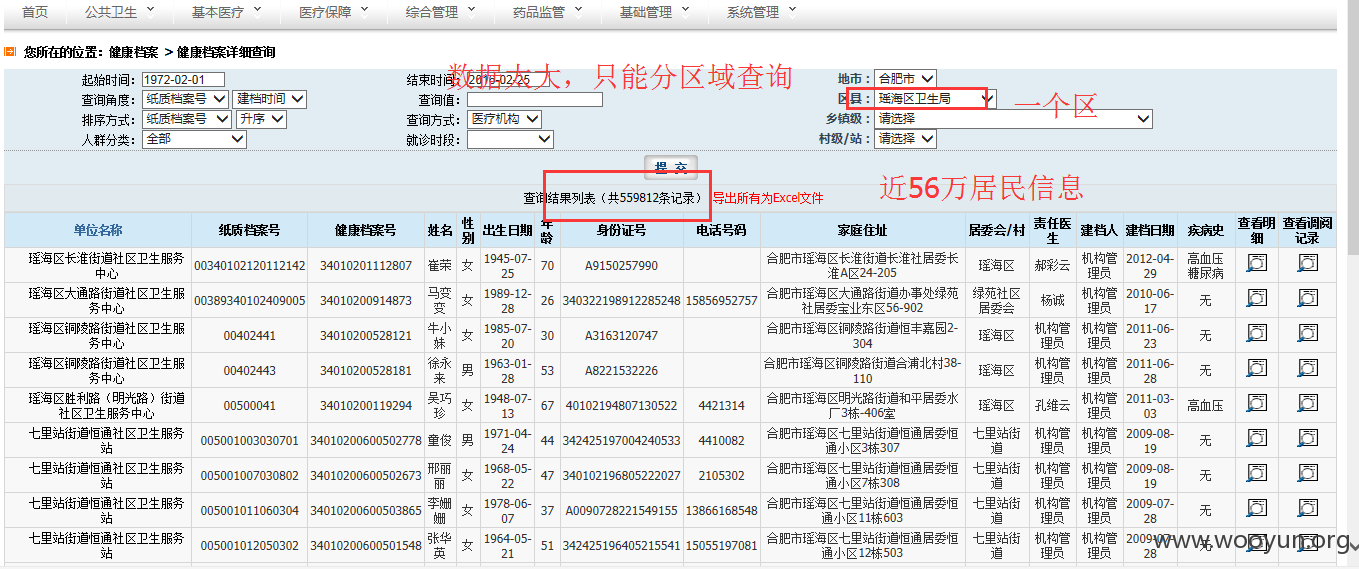 首页 公共卫生 基本医疗 医疗保障 综合管理 药品监管 基础管理 系统管理
您所在的位置：健康档案 > 健康档案详细查询
数据太大，只能分区域查询
起始时间：1972-02-01 结束时间：2016-02-25 地市：合肥市
查询角度：纸质档案号 建档时间 查询值： 区县：瑶海区卫生局 一个区
排序方式：纸质档案号 升序 查询方式：医疗机构 乡镇级：请选择
人群分类：全部 就诊时段： 村级/站：请选择
提 交
查询结果列表（共559812条记录） 导出所有为Excel文件 近56万居民信息
单位名称 纸质档案号 健康档案号 姓名 性别 出生日期 年龄 身份证号 电话号码 家庭住址 居委会/村 责任医生 建档人 建档日期 疾病史 查看明细 查看调阅记录
瑶海区长淮街道社区卫生服务中心 00340102120112142 34010201112807 崔荣 女 1945-07-25 70 A9150257990 合肥市瑶海区长淮街道长淮社居委长淮A区24-205 瑶海区 郝彩云 机构管理员 2012-04-29 高血压 糖尿病
瑶海区大通路街道社区卫生服务中心 00389340102409005 34010200914873 马变变 女 1989-12-28 26 340322198912285248 15856952757 合肥市瑶海区大通路街道办事处绿苑社居委宝业东区56-902 绿苑社区居委会 杨诚 机构管理员 2010-06-17 无
瑶海区铜陵路街道社区卫生服务中心 00402441 34010200528121 牛小妹 女 1985-07-20 30 A3163120747 合肥市瑶海区铜陵路街道恒丰嘉园2-304 瑶海区 机构管理员 2011-06-23 无
瑶海区铜陵路街道社区卫生服务中心 00402443 34010200528181 徐永来 男 1963-01-28 53 A8221532226 合肥市瑶海区铜陵路街道合浦北村38-110 瑶海区 机构管理员 2011-06-28 无
瑶海区胜利路（明光路）街道社区卫生服务中心 00500041 34010200119294 吴巧珍 女 1948-07-13 67 40102194807130522 4421314 合肥市瑶海区明光路街道和平居委水厂3栋-406室 瑶海区 孔维云 机构管理员 2011-03-03 高血压
七里站街道恒通社区卫生服务站 005001003030701 34010200600502778 童俊 男 1971-04-24 44 342425197004240533 4410082 合肥市瑶海区七里站街道恒通居委恒通小区3栋307 七里站街道 机构管理员 2009-08-19 无
七里站街道恒通社区卫生服务站 005001007030802 34010200600502673 邢丽丽 女 1968-05-22 47 340102196805222027 2105302 合肥市瑶海区七里站街道恒通居委恒通小区7栋308 七里站街道 机构管理员 2009-08-19 无
七里站街道恒通社区卫生服务站 005001011060304 34010200600503865 李姗姗 女 1978-06-07 37 A0090728221549155 13866168548 合肥市瑶海区七里站街道恒通居委恒通小区11栋603 七里站街道 机构管理员 2009-07-28 无
七里站街道恒通社区卫生服务站 005001012050302 34010200600501548 张华英 女 1964-05-21 51 342425196405215541 15055197081 合肥市瑶海区七里站街道恒通居委恒通小区12栋503 七里站街道 机构管理员 2009-07-28 无
www.wooyun.org